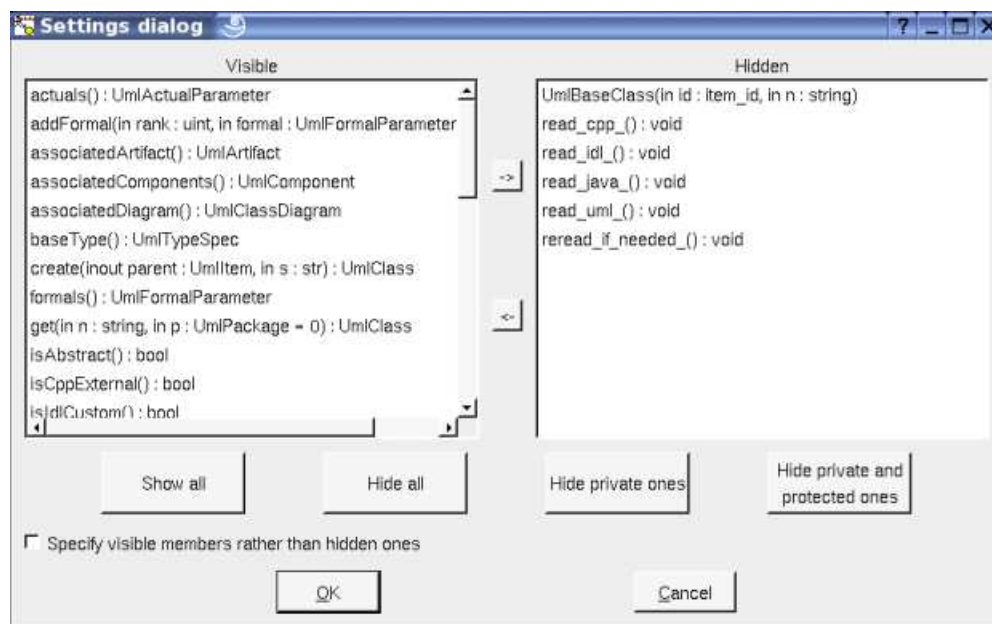 Settings dialog
?
Visible
Hidden
actuals() : UmlActualParameter
addFormal(in rank : uint, in formal : UmlFormalParameter
associatedArtifact() : UmlArtifact
associatedComponents() : UmlComponent
associatedDiagram() : UmlClassDiagram
baseType() : UmlTypeSpec
create(inout parent : UmlItem, in s : str) : UmlClass
formals() : UmlFormalParameter
get(in n : string, in p : UmlPackage = 0) : UmlClass
isAbstract() : bool
isCppExternal() : bool
isIdlCustom() : bool
->
<-
UmlBaseClass(in id : item_id, in n : string)
read_cpp_() : void
read_idl_() : void
read_java_() : void
read_uml_() : void
reread_if_needed_() : void
Show all
Hide all
Hide private ones
Hide private and
protected ones
Specify visible members rather than hidden ones
OK
Cancel